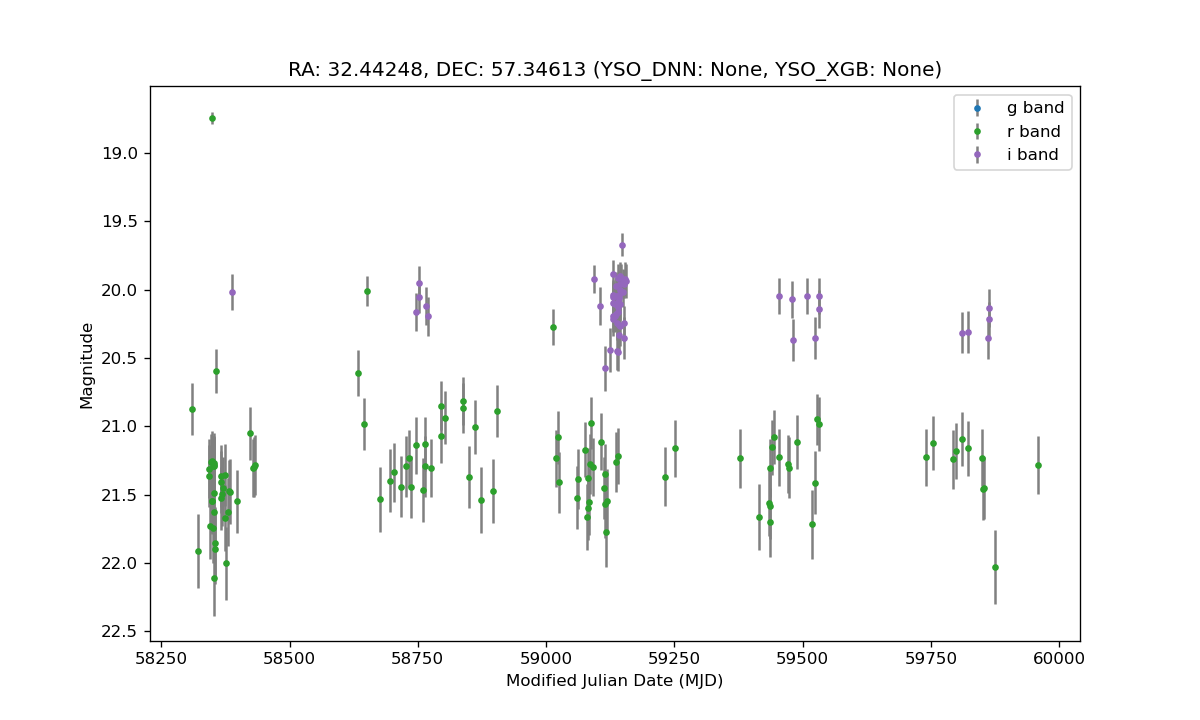 RA: 32.44248, DEC: 57.34613 (YSO_DNN: None, YSO_XGB: None)
g band
r band
i band
19.0
19.5
20.0
20.5
21.0
21.5
22.0
22.5
Magnitude
58250 58500 58750 59000 59250 59500 59750 60000
Modified Julian Date (MJD)